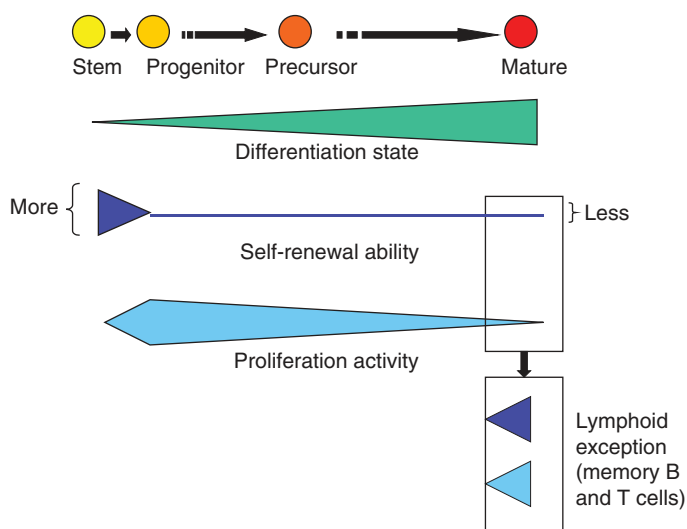 Stem Progenitor Precursor Mature
Differentiation state
More
Less
Self-renewal ability
Proliferation activity
Lymphoid
exception
(memory B
and T cells)